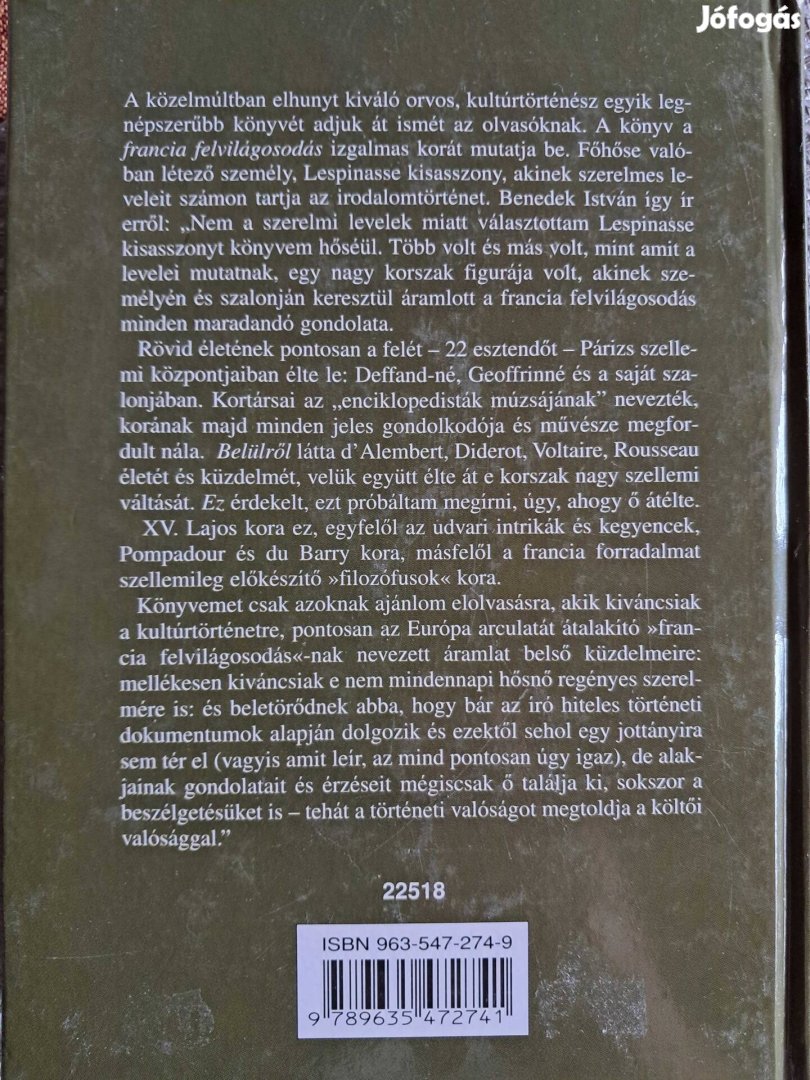 Jófogás
A közelmúltban elhunyt kiváló orvos, kultúrtörténész egyik leg-
népszerűbb könyvét adjuk át ismét az olvasóknak. A könyv a
francia felvilágosodás izgalmas korát mutatja be. Főhőse való-
ban létező személy, Lespinasse kisasszony, akinek szerelmes le-
veleit számon tartja az irodalomtörténet. Benedek István így ír
erről: „Nem a szerelmi levelek miatt választottam Lespinasse
kisasszonyt könyvem hőséül. Több volt és más volt, mint amit a
levelei mutatnak, egy nagy korszak figurája volt, akinek sze-
mélyén és szalonján keresztül áramlott a francia felvilágosodás
minden maradandó gondolata.
Rövid életének pontosan a felét – 22 esztendőt – Párizs szelle-
mi központjaiban élte le: Deffand-né, Geoffrinné és a saját sza-
lonjában. Kortársai az „enciklopedisták múzsájának” nevezték,
korának majd minden jeles gondolkodója és művésze megfor-
dult nála. Belülről látta d’Alembert, Diderot, Voltaire, Rousseau
életét és küzdelmét, velük együtt élte át e korszak nagy szellemi
váltását. Ez érdekelt, ezt próbáltam megírni, úgy, ahogy ő átélte.
XV. Lajos kora ez, egyfelől az udvari intrikák és kegyencek,
Pompadour és du Barry kora, másfelől a francia forradalmat
szellemileg előkészítő »filozófusok« kora.
Könyvemet csak azoknak ajánlom elolvasásra, akik kiváncsiak
a kultúrtörténetre, pontosan az Európa arculatát átalakító »fran-
cia felvilágosodás«-nak nevezett áramlat belső küzdelmeire:
mellékesen kiváncsiak e nem mindennapi hősnő regényes szerel-
mére is: és beletörődnek abba, hogy bár az író hiteles történeti
dokumentumok alapján dolgozik és ezektől sehol egy jottányira
sem tér el (vagyis amit leír, az mind pontosan úgy igaz), de alak-
jainak gondolatait és érzéseit mégiscsak ő találja ki, sokszor a
beszélgetésüket is – tehát a történeti valóságot megtoldja a költői
valósággal.”
22518
ISBN 963-547-274-9
9 789635 472741